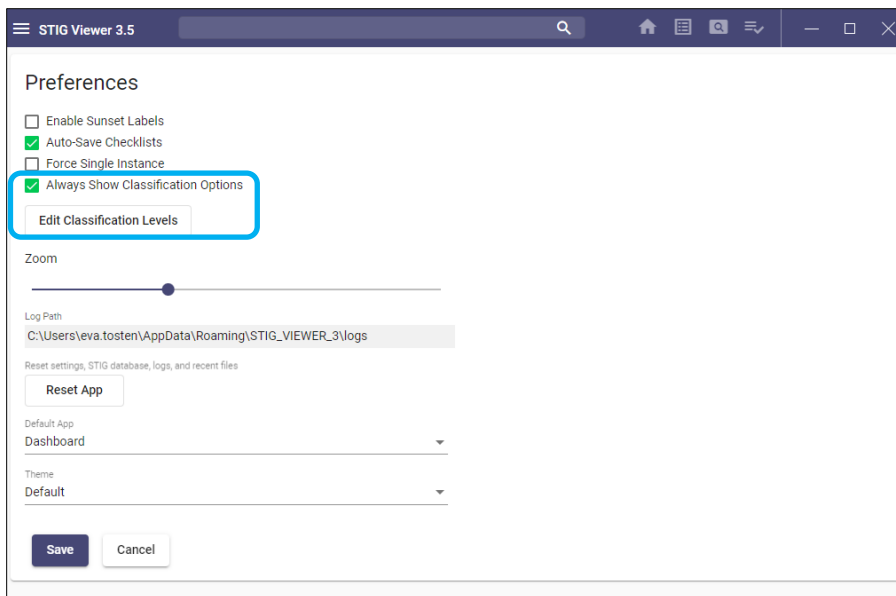 STIG Viewer 3.5
Preferences
Enable Sunset Labels
Auto-Save Checklists
Force Single Instance
Always Show Classification Options
Edit Classification Levels
Zoom
Log Path
C:\Users\eva.tosten\AppData\Roaming\STIG_VIEWER_3\logs
Reset settings, STIG database, logs, and recent files
Reset App
Default App
Dashboard
Theme
Default
Save Cancel